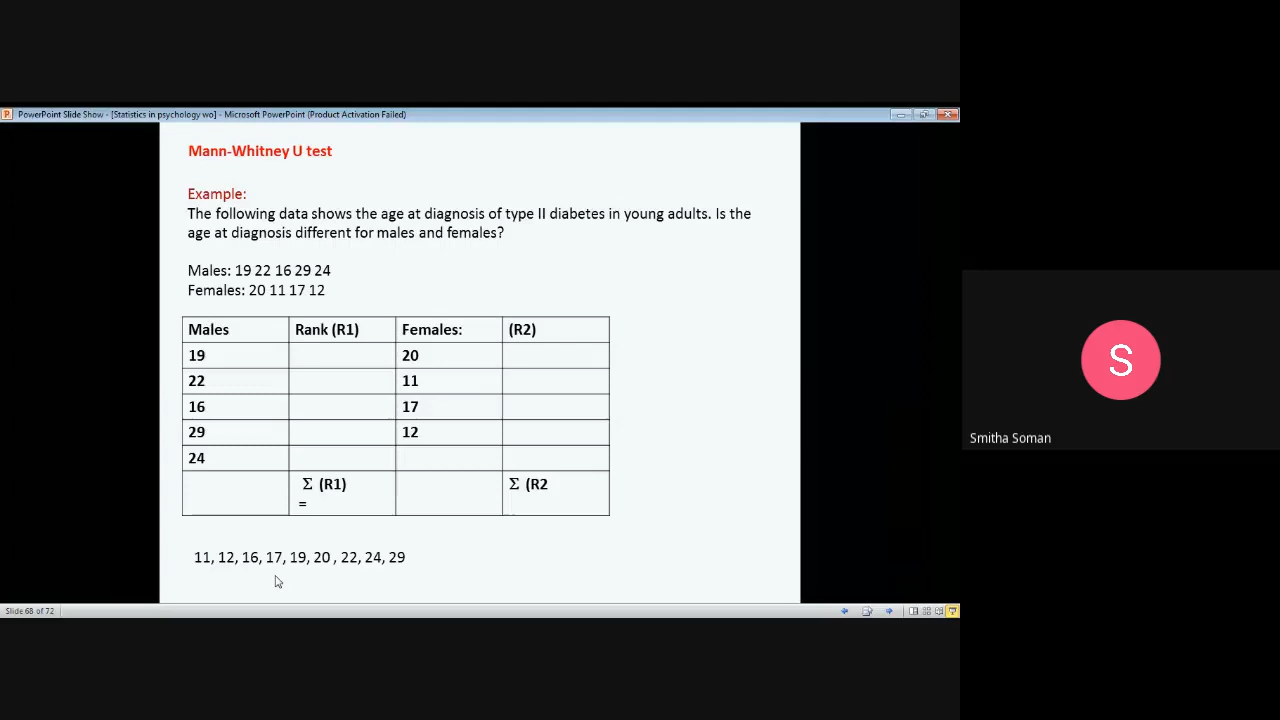 PowerPoint Slide Show - [Statistics in psychology wo] - Microsoft PowerPoint (Product Activation Failed)
Mann-Whitney U test
Example:
The following data shows the age at diagnosis of type II diabetes in young adults. Is the
age at diagnosis different for males and females?
Males: 19 22 16 29 24
Females: 20 11 17 12
Males Rank (R1) Females: (R2)
19 20
22 11
16 17
29 12
24
Σ (R1) Σ (R2
=
11, 12, 16, 17, 19, 20 , 22, 24, 29
Slide 68 of 72
S
Smitha Soman